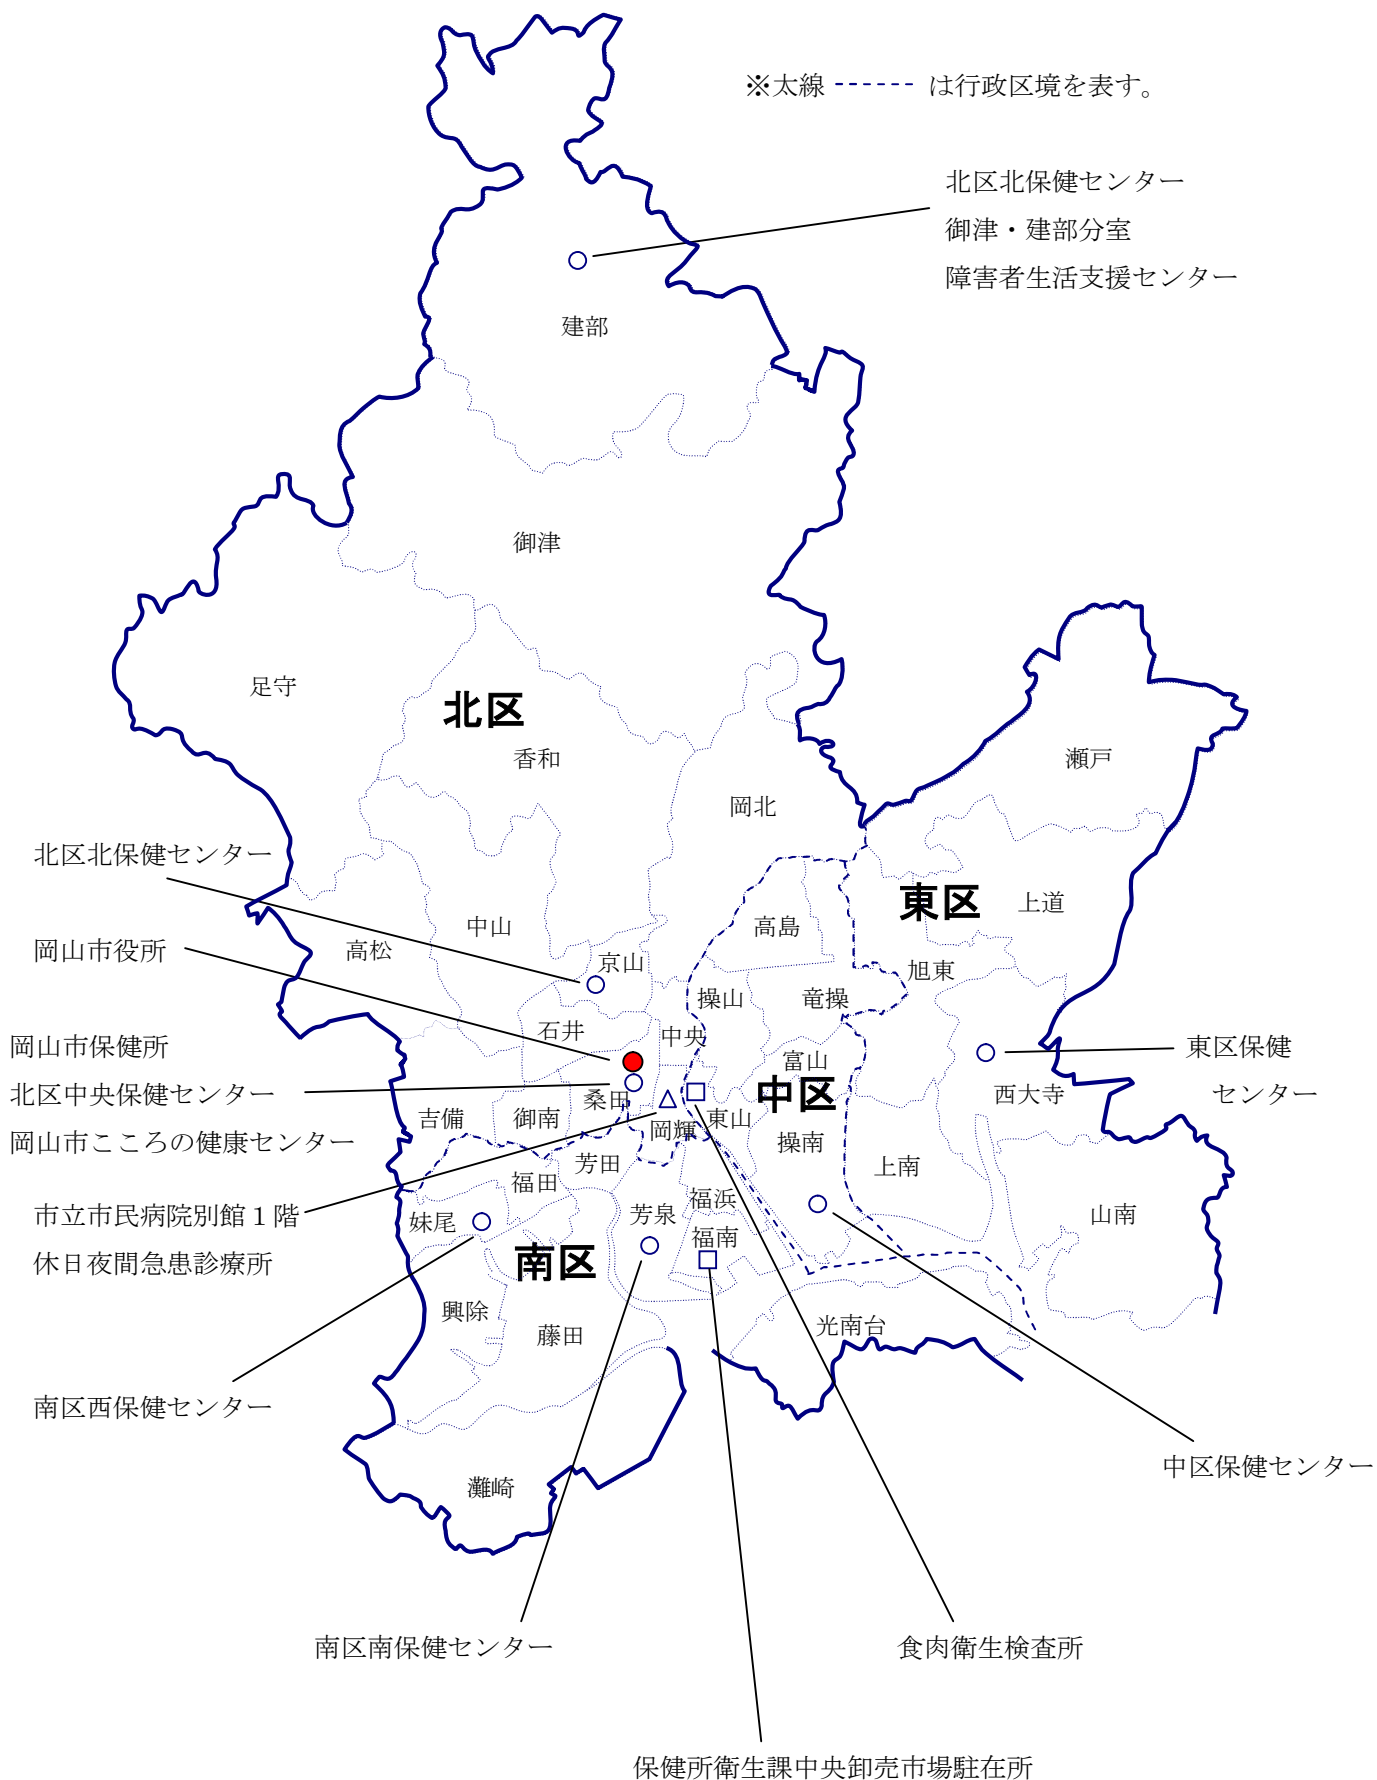 ※太線 ------- は行政区境を表す。
北区北保健センター
御津・建部分室
障害者生活支援センター
建部
御津
足守
北区
香和
瀬戸
岡北
北区北保健センター
東区
上道
中山
高島
岡山市役所
高松
京山
旭東
操山
竜操
石井
中央
岡山市保健所
北区中央保健センター
岡山市こころの健康センター
富山
東区保健
センター
中区
西大寺
桑田
吉備
御南
岡輝
東山
操南
芳田
上南
福田
市立市民病院別館１階
休日夜間急患診療所
妹尾
芳泉
福浜
福南
山南
南区
興除
藤田
光南台
南区西保健センター
中区保健センター
灘崎
南区南保健センター
食肉衛生検査所
保健所衛生課中央卸売市場駐在所